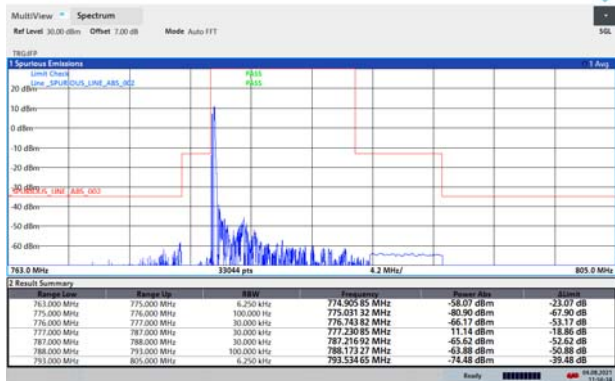 MultiView Spectrum
Ref Level 30.00 dBm Offset 7.00 dB Mode Auto FFT SGL
TRG:IFP
1 Spurious Emissions 1 Avg
Limit Check PASS
Line _SPURIOUS_LINE_ABS_002 PASS
20 dBm
10 dBm
0 dBm
-10 dBm
-20 dBm
-30 dBm
_SPURIOUS_LINE_ABS_002
-40 dBm
-50 dBm
-60 dBm
763.0 MHz 33044 pts 4.2 MHz/ 805.0 MHz
2 Result Summary
Range Low Range Up RBW Frequency Power Abs ΔLimit
763.000 MHz 775.000 MHz 6.250 kHz 774.905 85 MHz -58.07 dBm -23.07 dB
775.000 MHz 776.000 MHz 100.000 Hz 775.031 32 MHz -80.90 dBm -67.90 dB
776.000 MHz 777.000 MHz 30.000 kHz 776.743 82 MHz -66.17 dBm -53.17 dB
777.000 MHz 787.000 MHz 30.000 kHz 777.230 85 MHz 11.14 dBm -18.86 dB
787.000 MHz 788.000 MHz 30.000 kHz 787.216 92 MHz -65.62 dBm -52.62 dB
788.000 MHz 793.000 MHz 100.000 kHz 788.173 27 MHz -63.88 dBm -50.88 dB
793.000 MHz 805.000 MHz 6.250 kHz 793.534 65 MHz -74.48 dBm -39.48 dB
Ready